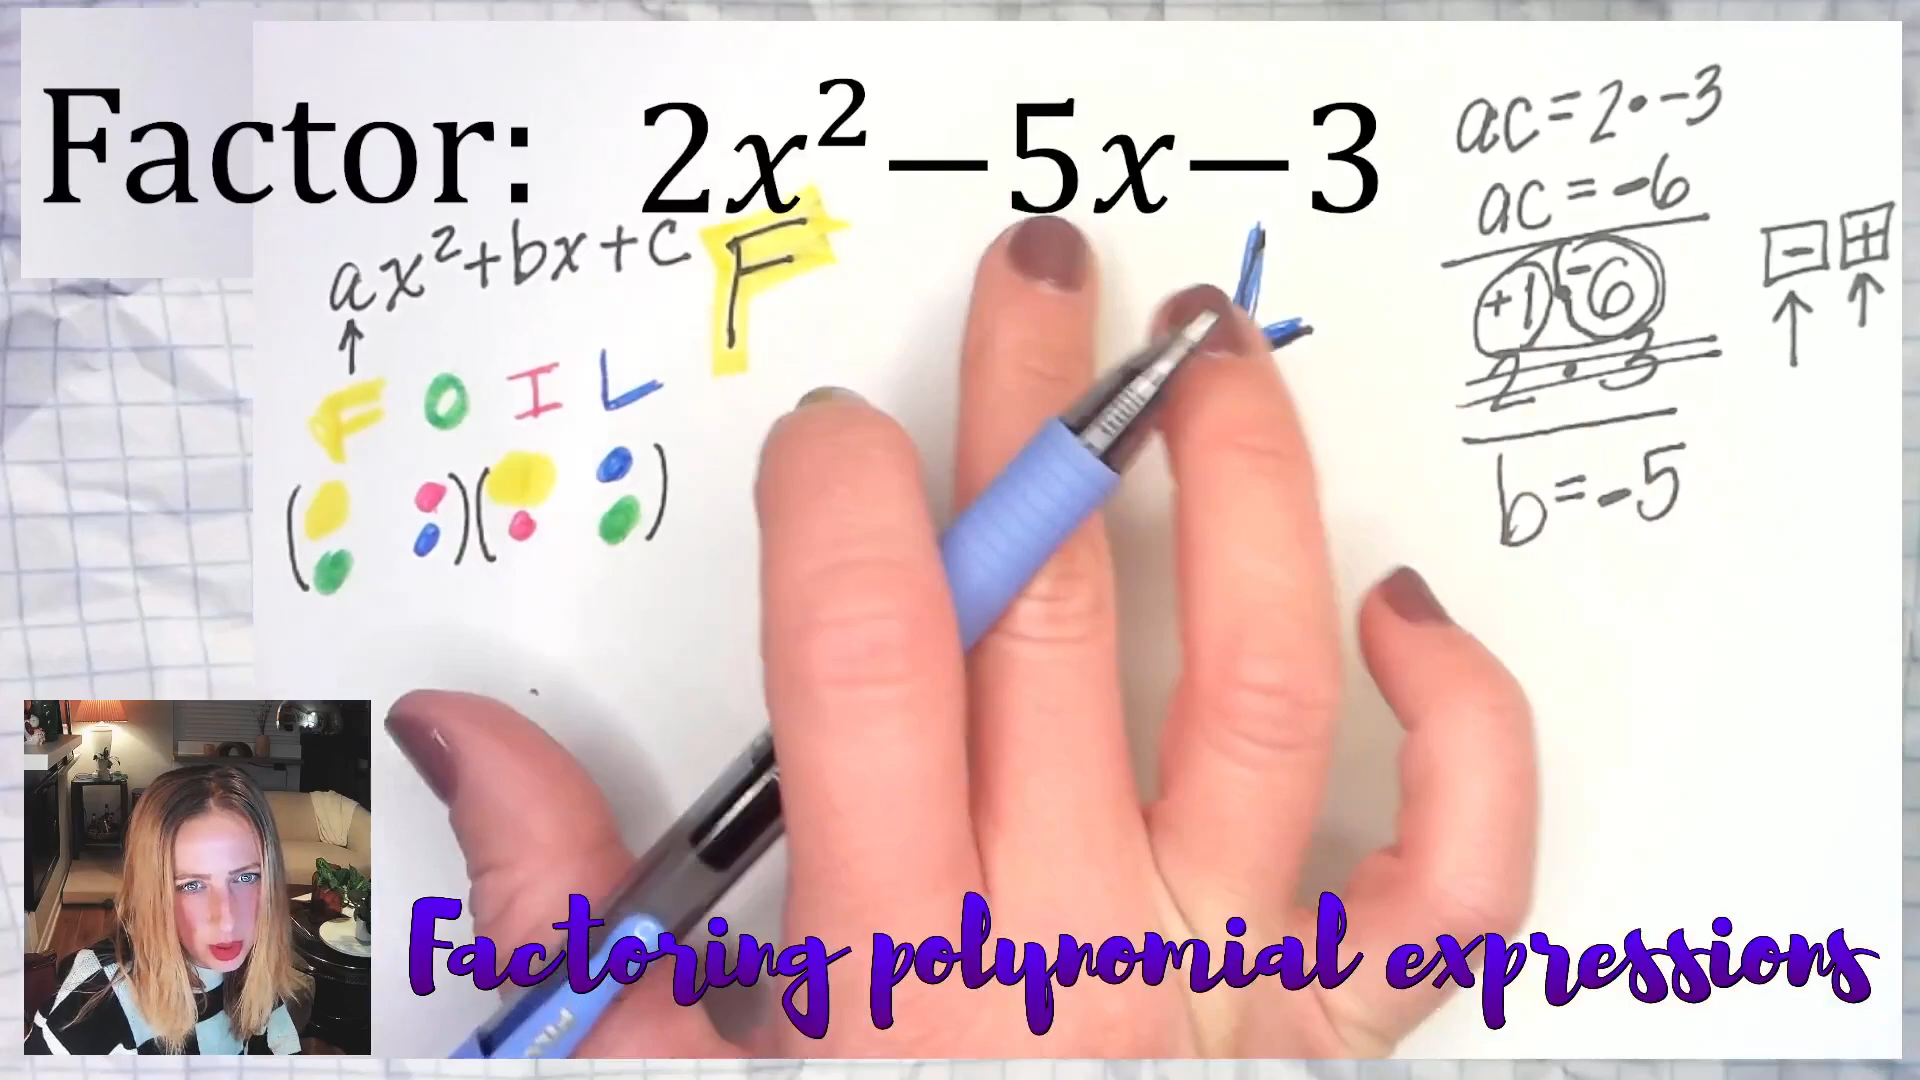 Factor: 2x² – 5x – 3
ax²+bx+c
F
L
F O I L
( )( )
ac = 2 • -3
ac = -6
+1 • -6
2 • 3
b = -5
- +
Factoring polynomial expressions